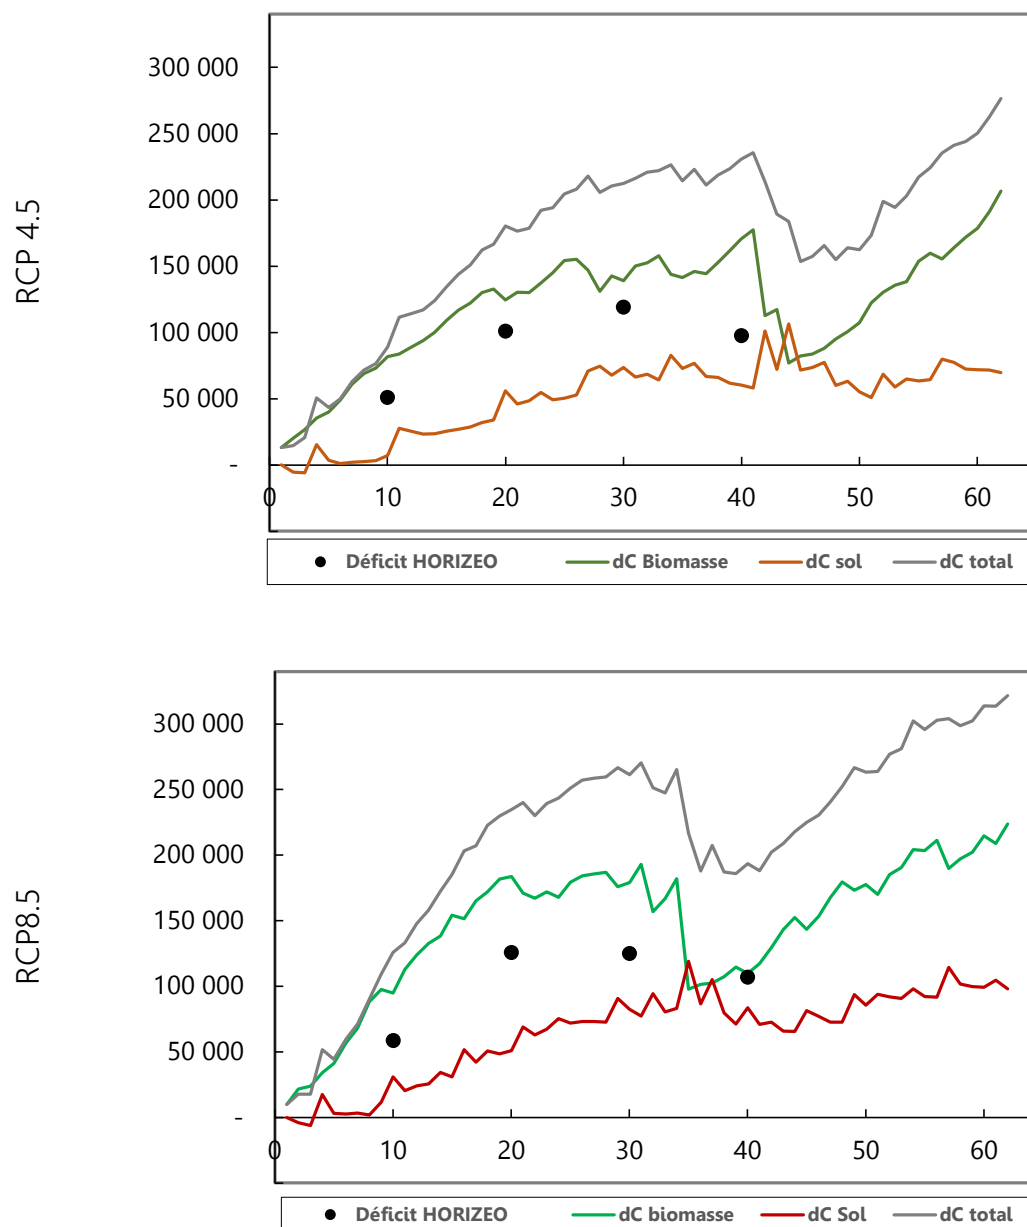 RCP 4.5
300 000
250 000
200 000
150 000
100 000
50 000
-
0 10 20 30 40 50 60
Déficit HORIZEO dC Biomasse dC sol dC total
RCP8.5
300 000
250 000
200 000
150 000
100 000
50 000
-
0 10 20 30 40 50 60
Déficit HORIZEO dC biomasse dC Sol dC total